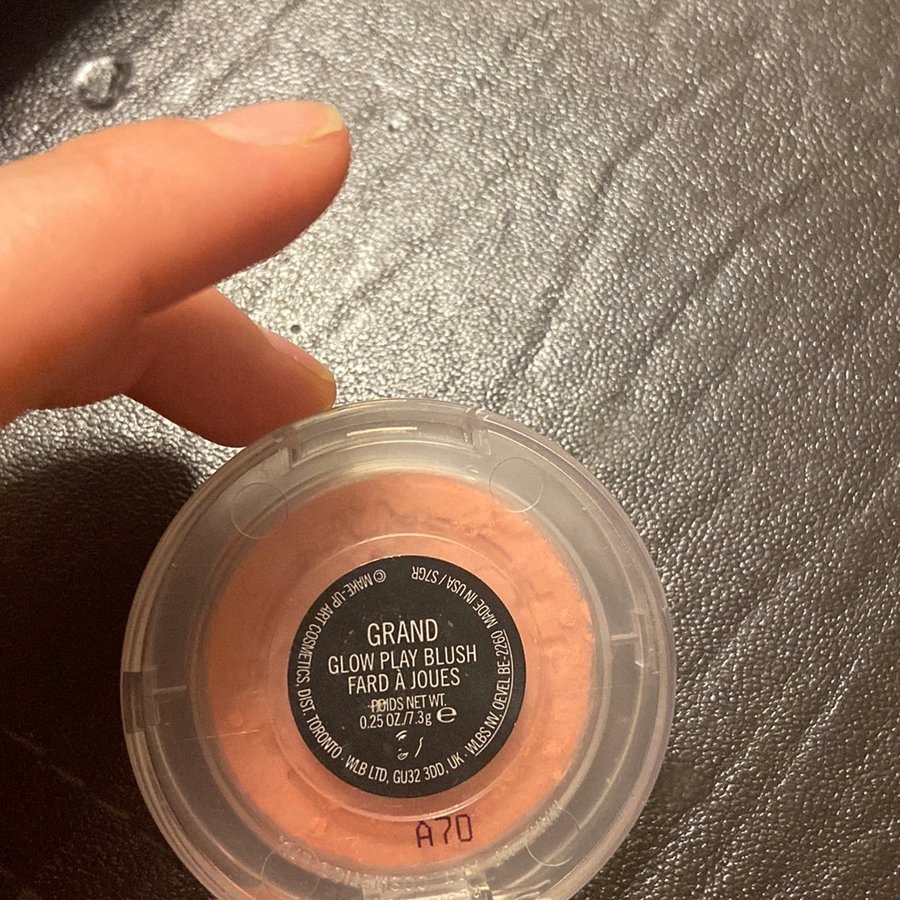 GRAND
GLOW PLAY BLUSH
FARD À JOUES
POIDS NET WT.
0.25 OZ./7.3g e
© MAKE-UP ART COSMETICS, DIST. TORONTO · WLB LTD, GU32 3DD, UK · WLBS NV, OEVEL BE-2260 MADE IN USA / S7GR
A70